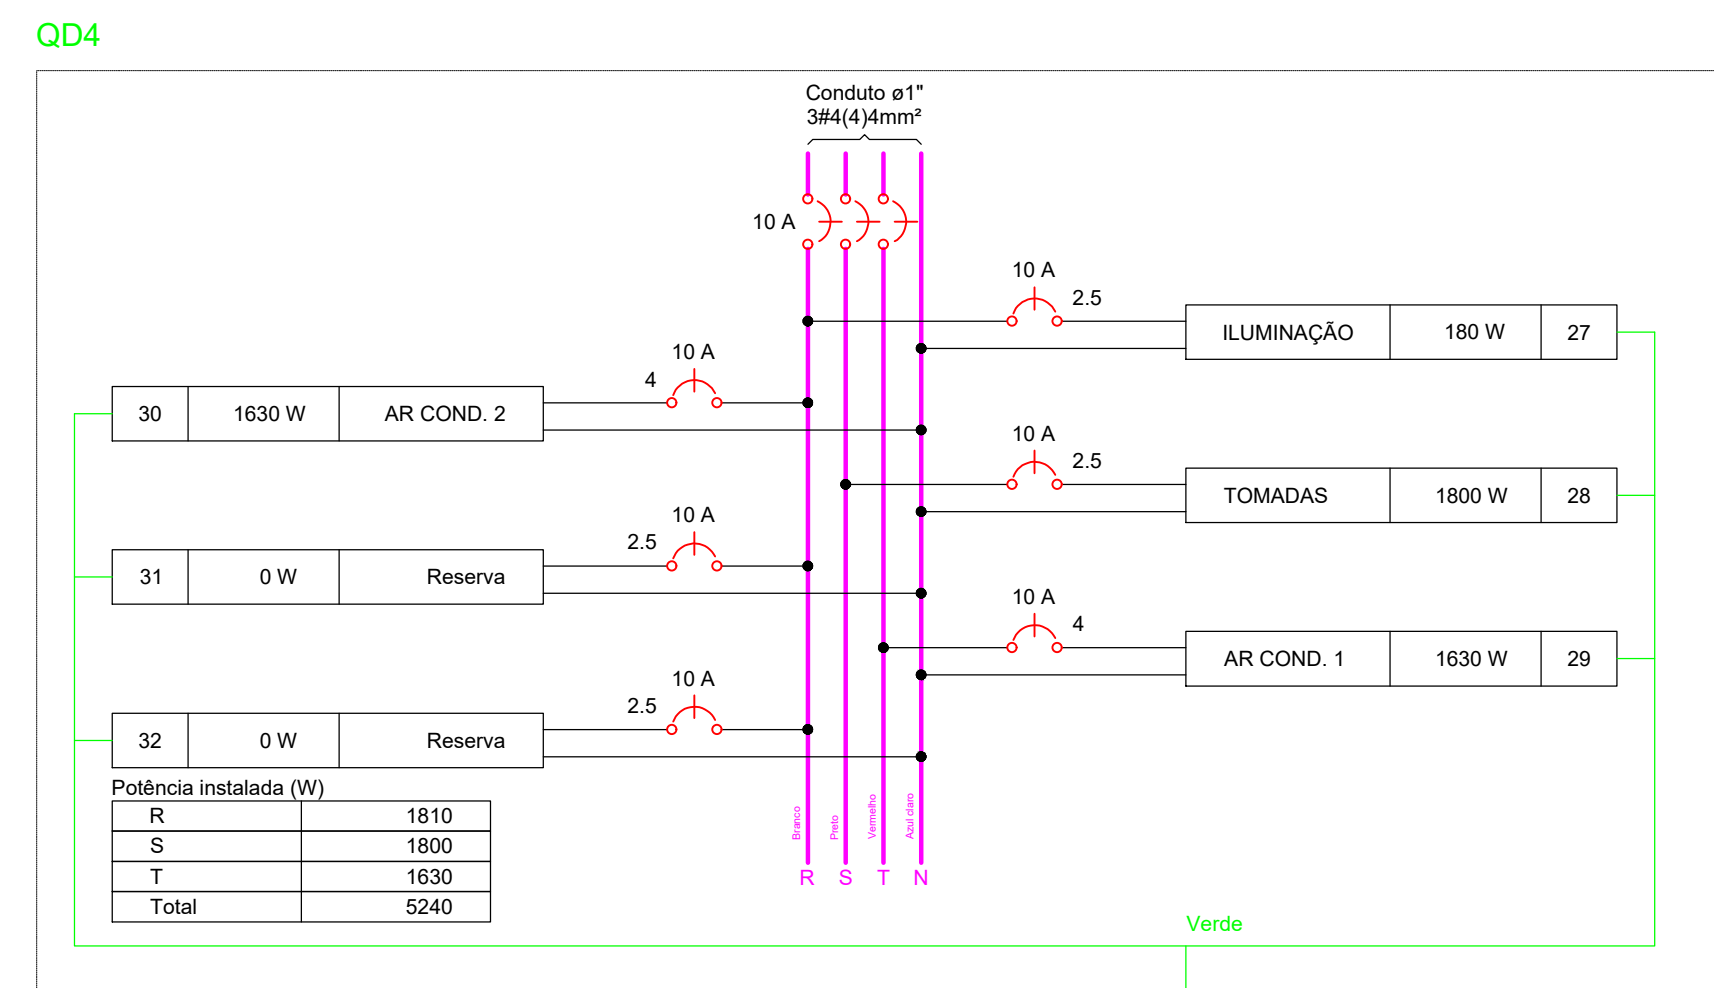 QD4
Conduto ø1"
3#4(4)4mm²
10 A
10 A
2.5
ILUMINAÇÃO 180 W 27
10 A
4
30 1630 W AR COND. 2
10 A
2.5
TOMADAS 1800 W 28
10 A
2.5
31 0 W Reserva
10 A
4
AR COND. 1 1630 W 29
10 A
2.5
32 0 W Reserva
Potência instalada (W)
R 1810
S 1800
T 1630
Total 5240
Branco
Preto
Vermelho
Azul claro
R S T N
Verde